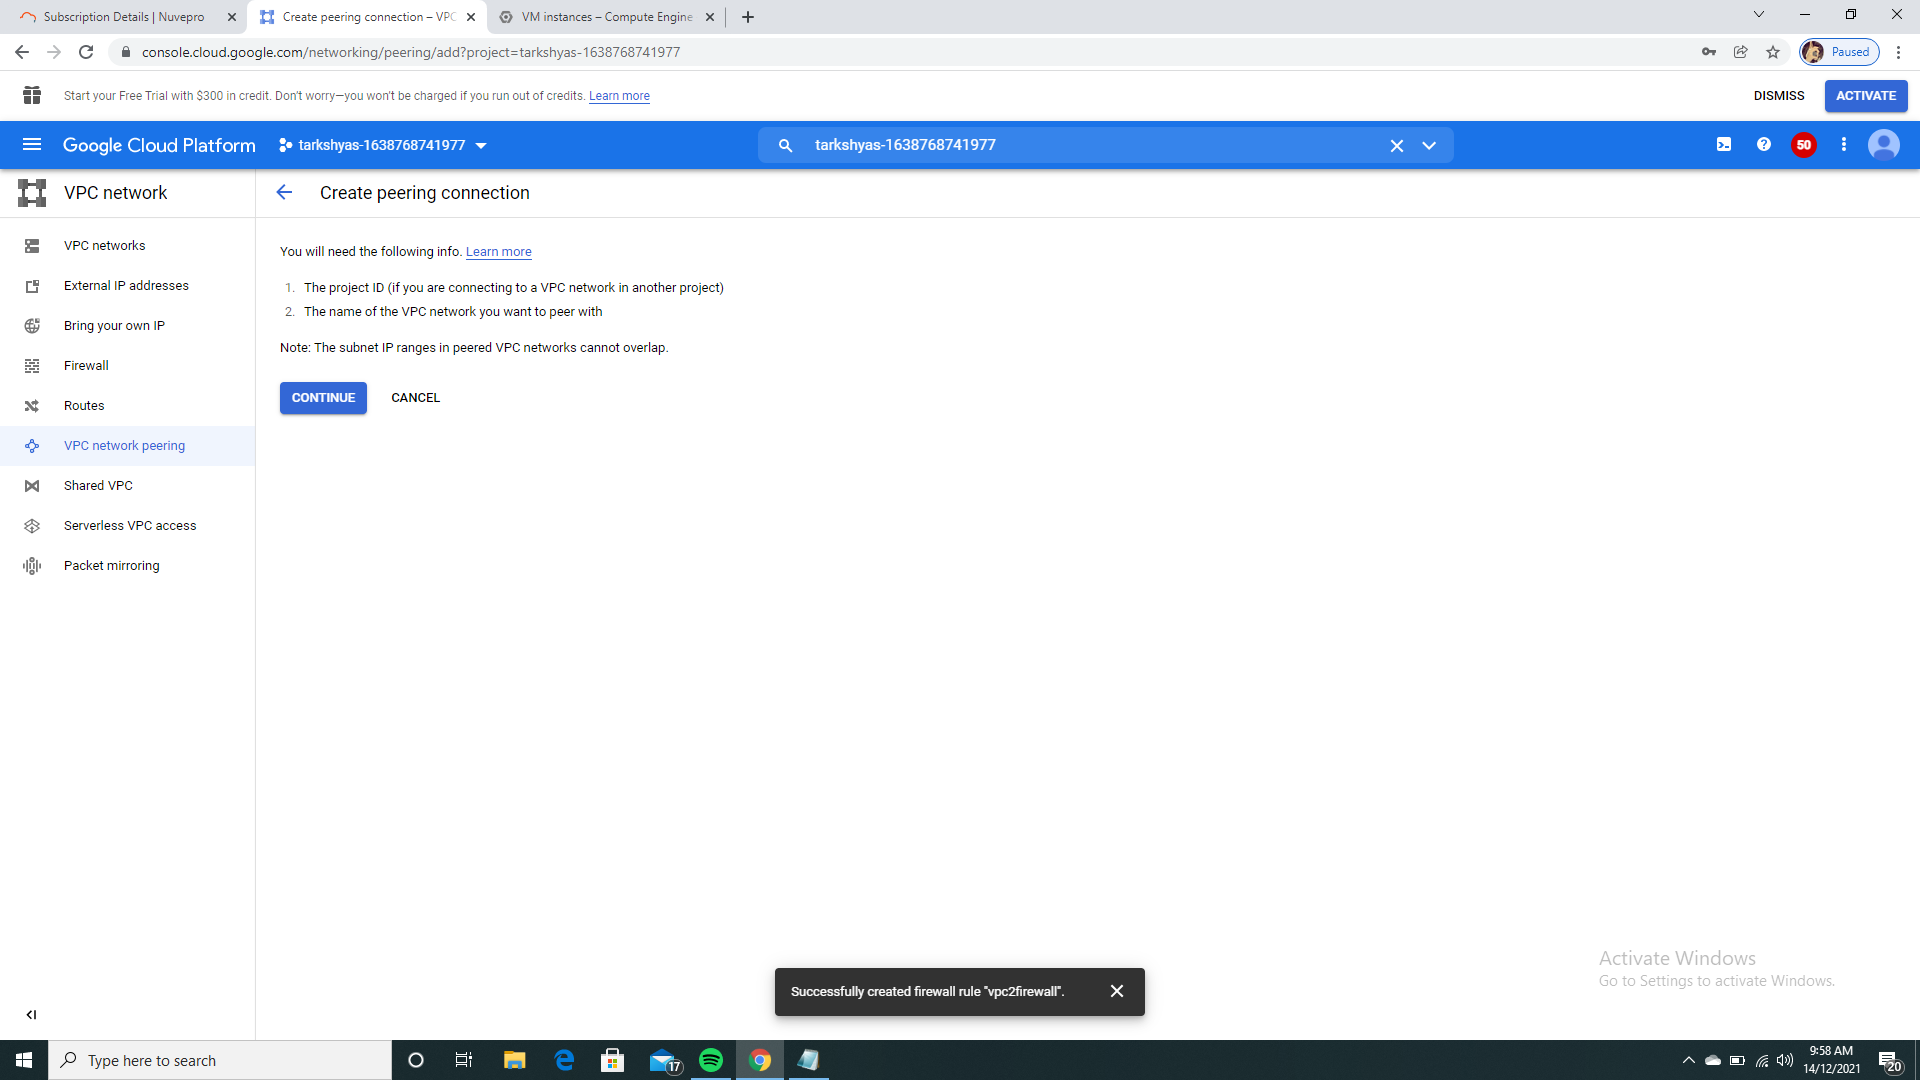 Subscription Details | Nuvepro
Create peering connection – VPC
VM instances – Compute Engine
console.cloud.google.com/networking/peering/add?project=tarkshyas-1638768741977
Paused
Start your Free Trial with $300 in credit. Don't worry—you won't be charged if you run out of credits. Learn more
DISMISS
ACTIVATE
Google Cloud Platform
tarkshyas-1638768741977
tarkshyas-1638768741977
50
VPC network
Create peering connection
VPC networks
External IP addresses
Bring your own IP
Firewall
Routes
VPC network peering
Shared VPC
Serverless VPC access
Packet mirroring
You will need the following info. Learn more
1. The project ID (if you are connecting to a VPC network in another project)
2. The name of the VPC network you want to peer with
Note: The subnet IP ranges in peered VPC networks cannot overlap.
CONTINUE
CANCEL
Successfully created firewall rule "vpc2firewall".
Activate Windows
Go to Settings to activate Windows.
Type here to search
17
9:58 AM
14/12/2021
20